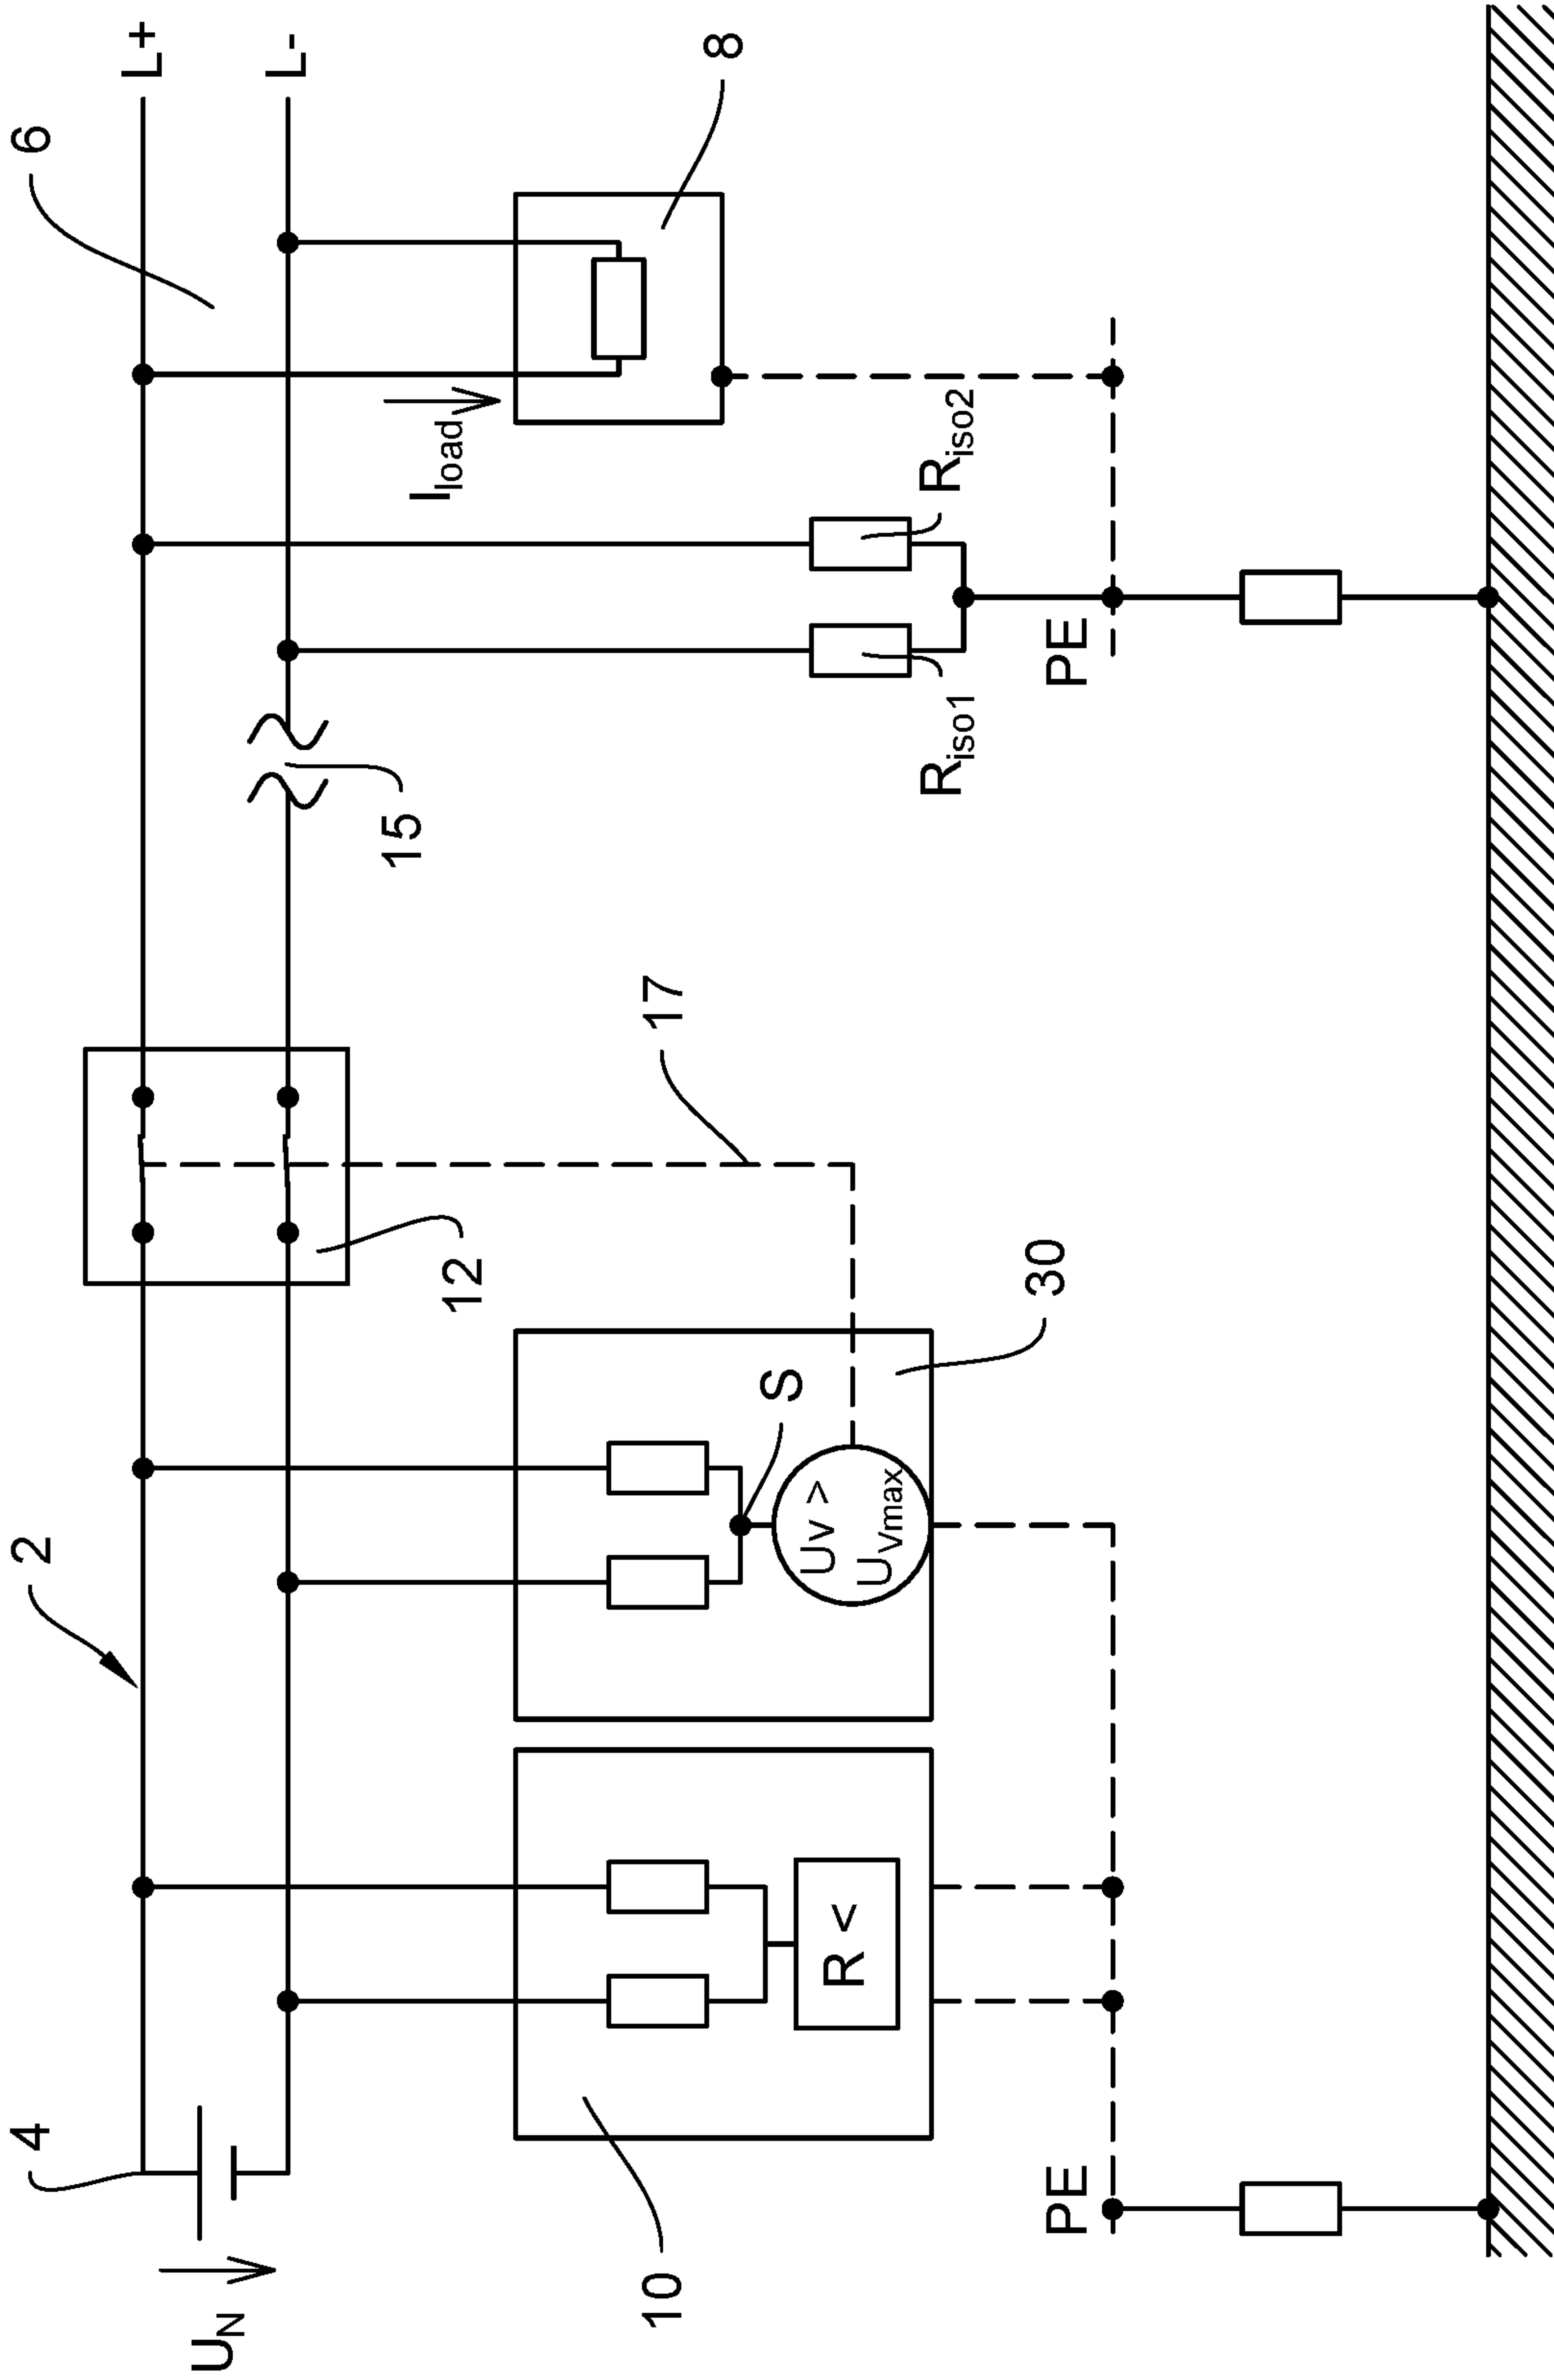 4
2
6
L+
L-
U_N
12
15
17
I_load
8
10
R <
S
U_V >
U_Vmax
30
R_iso1
R_iso2
PE
PE